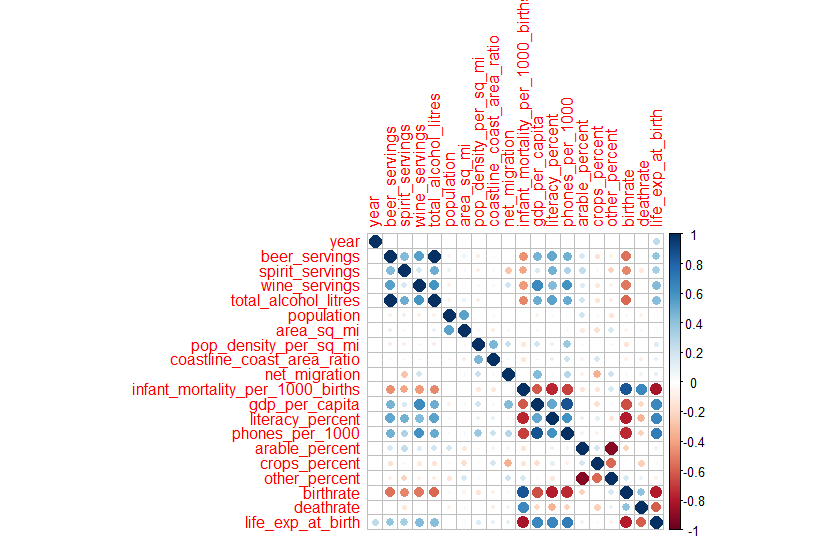 year
beer_servings
spirit_servings
wine_servings
total_alcohol_litres
population
area_sq_mi
pop_density_per_sq_mi
coastline_coast_area_ratio
net_migration
infant_mortality_per_1000_births
gdp_per_capita
literacy_percent
phones_per_1000
arable_percent
crops_percent
other_percent
birthrate
deathrate
life_exp_at_birth
year
beer_servings
spirit_servings
wine_servings
total_alcohol_litres
population
area_sq_mi
pop_density_per_sq_mi
coastline_coast_area_ratio
net_migration
infant_mortality_per_1000_births
gdp_per_capita
literacy_percent
phones_per_1000
arable_percent
crops_percent
other_percent
birthrate
deathrate
life_exp_at_birth
1
0.8
0.6
0.4
0.2
0
-0.2
-0.4
-0.6
-0.8
-1